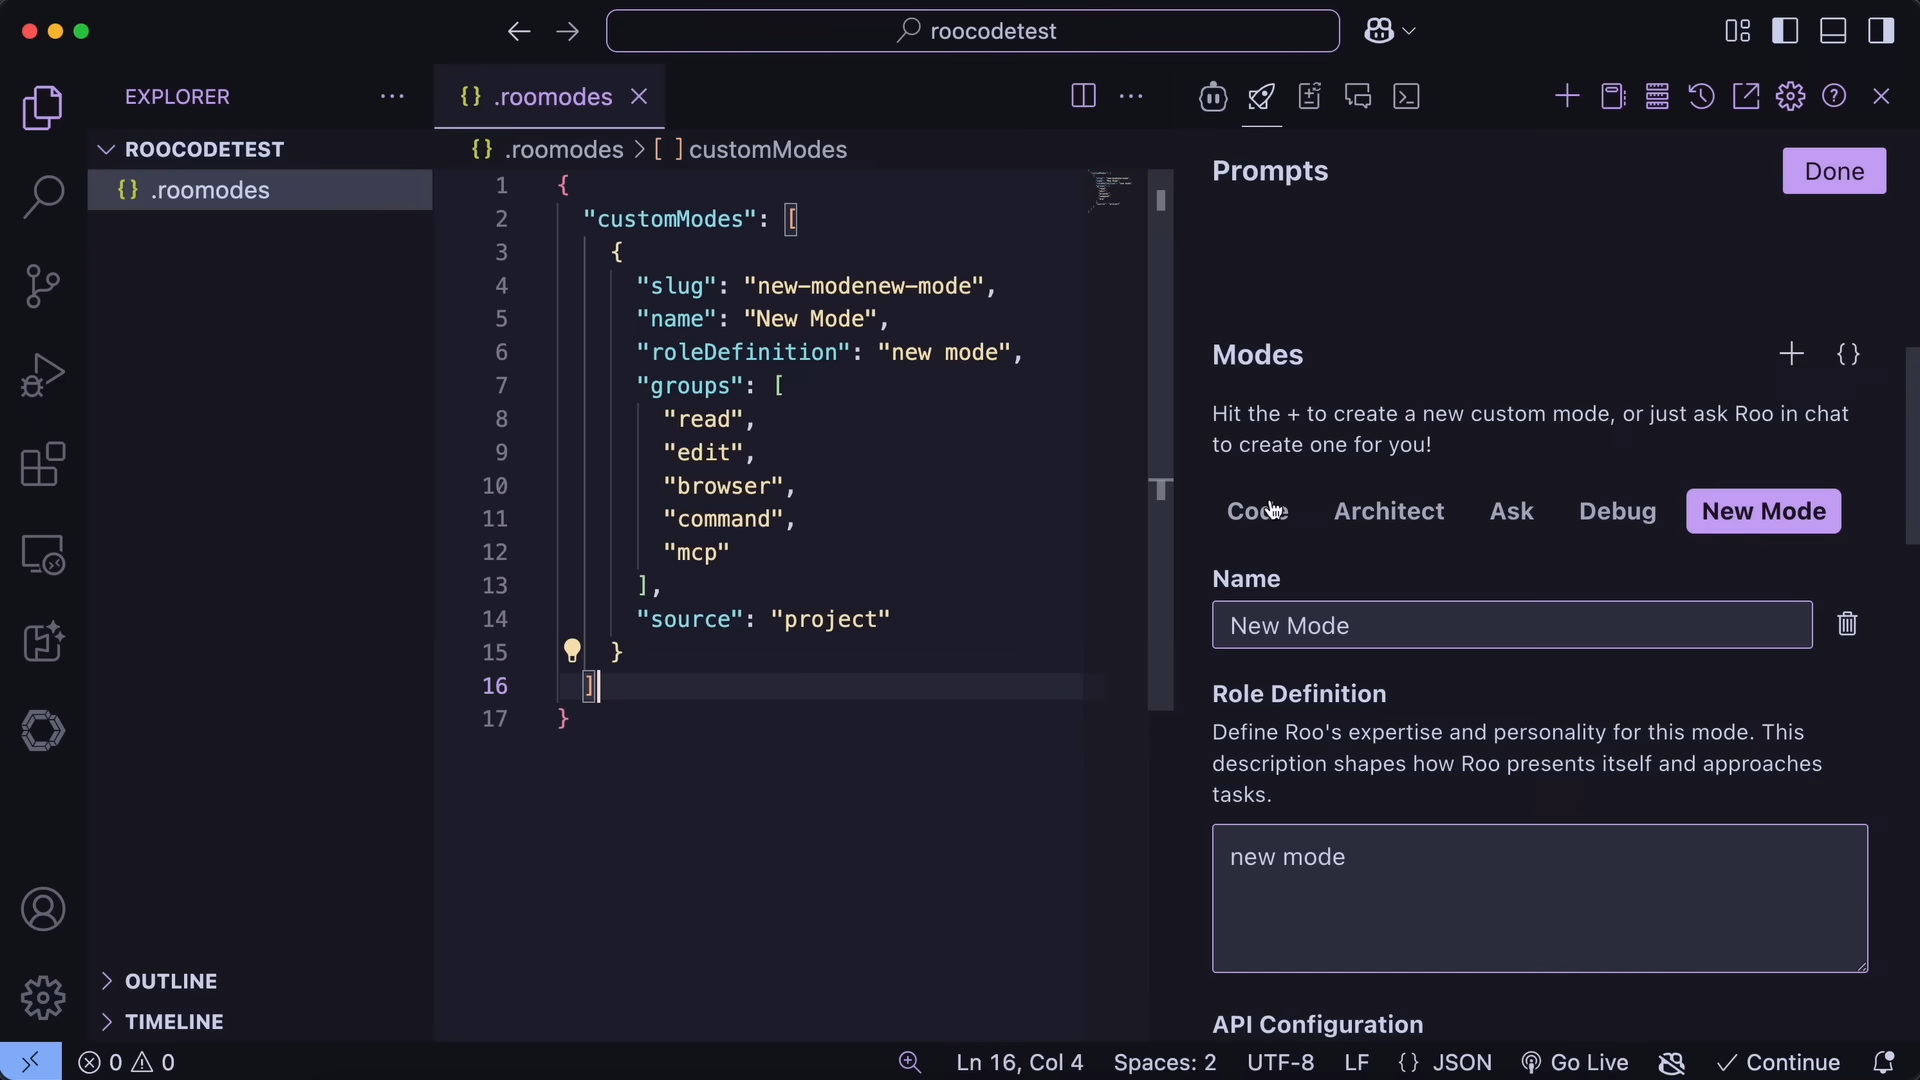 roocodetest
EXPLORER
ROOCODETEST
.roomodes
.roomodes
.roomodes > [ ] customModes
1 {
2 "customModes": [
3 {
4 "slug": "new-modenew-mode",
5 "name": "New Mode",
6 "roleDefinition": "new mode",
7 "groups": [
8 "read",
9 "edit",
10 "browser",
11 "command",
12 "mcp"
13 ],
14 "source": "project"
15 }
16 ]
17 }
Prompts
Done
Modes
Hit the + to create a new custom mode, or just ask Roo in chat
to create one for you!
Code Architect Ask Debug New Mode
Name
New Mode
Role Definition
Define Roo's expertise and personality for this mode. This
description shapes how Roo presents itself and approaches
tasks.
new mode
API Configuration
OUTLINE
TIMELINE
0 0 Ln 16, Col 4 Spaces: 2 UTF-8 LF {} JSON Go Live Continue